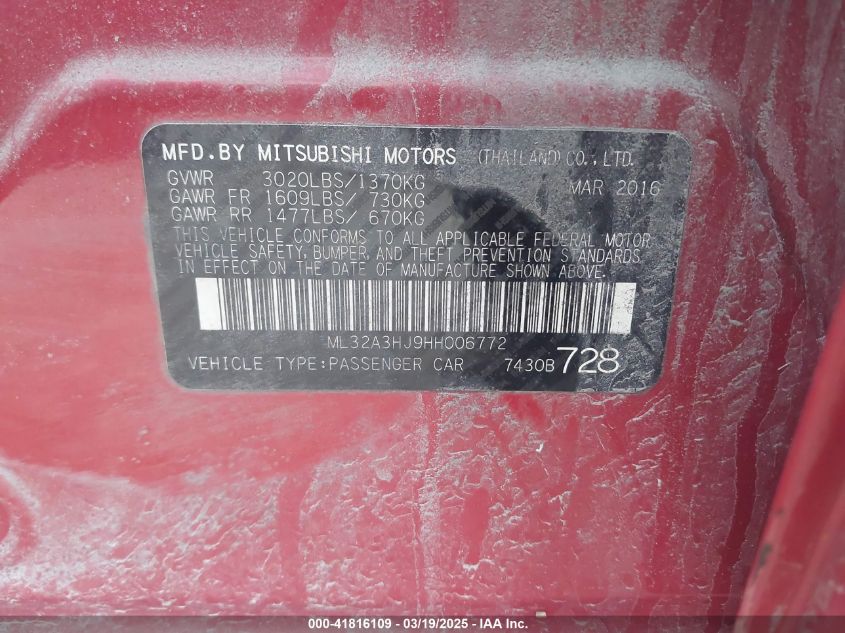 MFD. BY MITSUBISHI MOTORS (THAILAND) CO., LTD.
GVWR 3020LBS/1370KG MAR 2016
GAWR FR 1609LBS/ 730KG
GAWR RR 1477LBS/ 670KG
THIS VEHICLE CONFORMS TO ALL APPLICABLE FEDERAL MOTOR
VEHICLE SAFETY, BUMPER, AND THEFT PREVENTION STANDARDS
IN EFFECT ON THE DATE OF MANUFACTURE SHOWN ABOVE.
ML32A3HJ9HH006772
VEHICLE TYPE:PASSENGER CAR 7430B 728
000-41816109 - 03/19/2025 - IAA Inc.